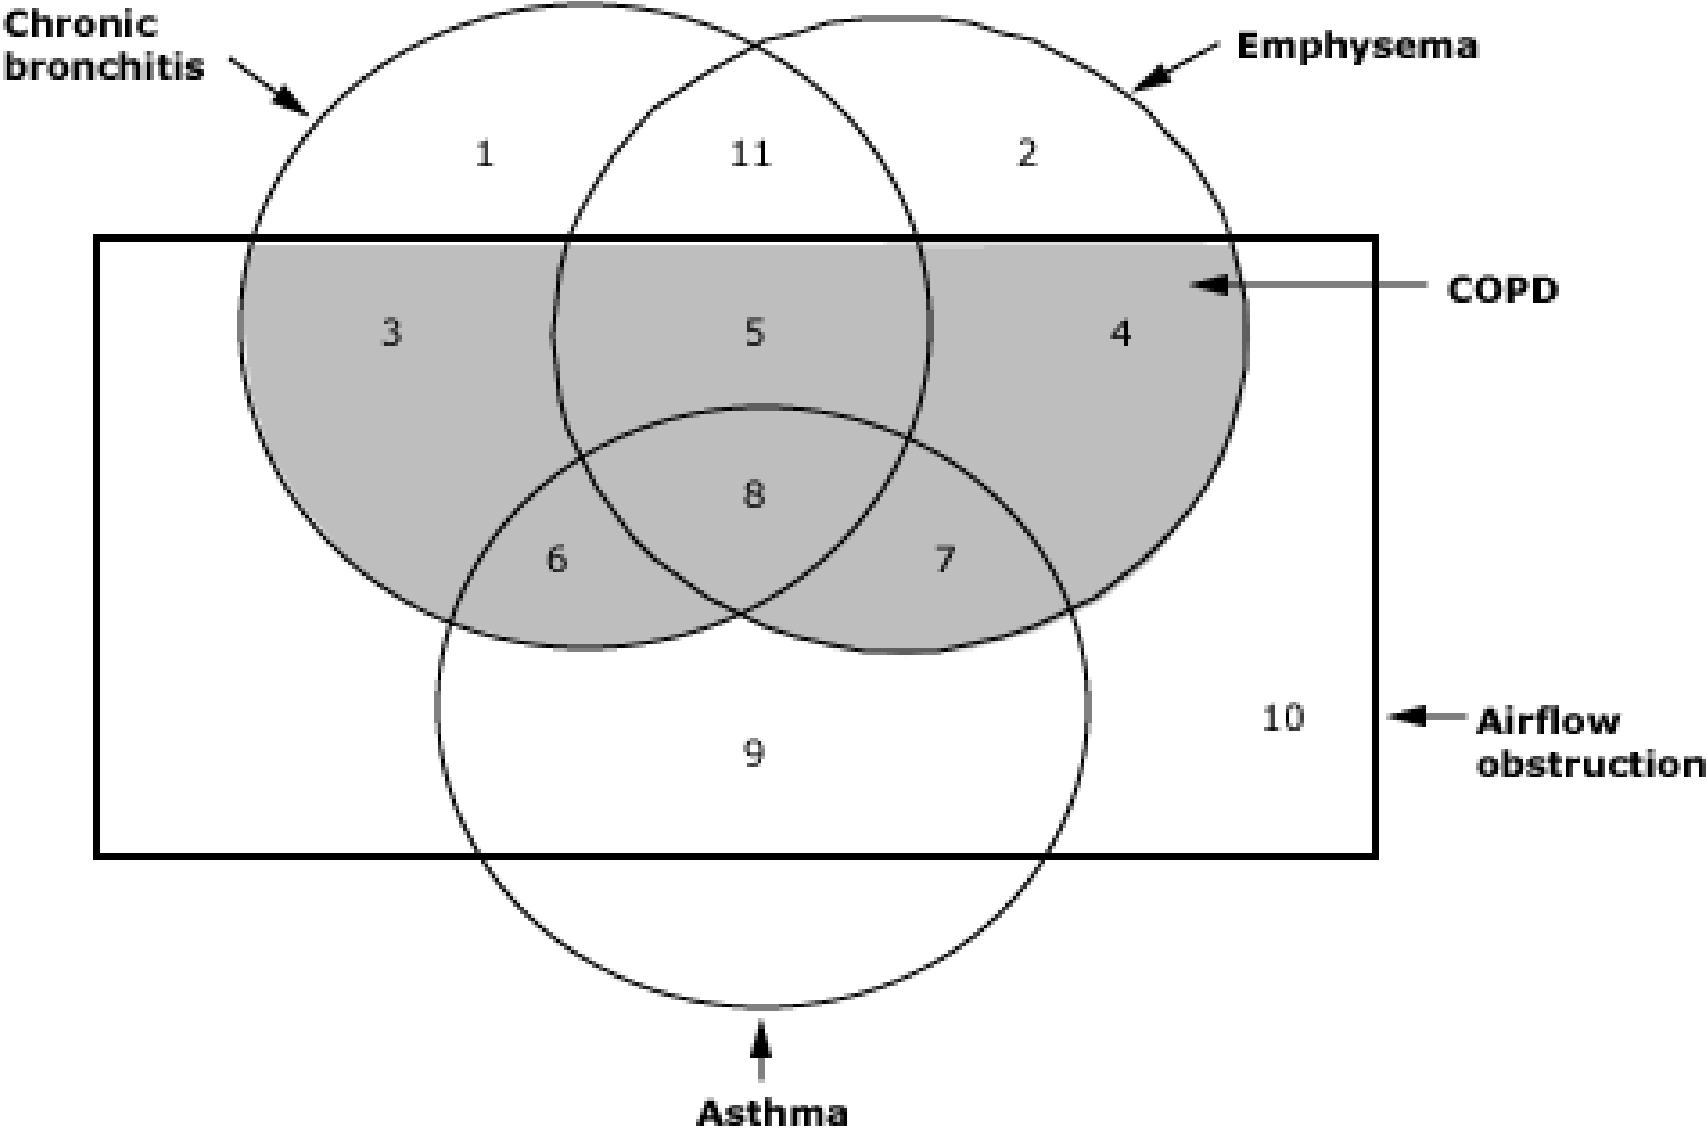 Chronic
bronchitis
Emphysema
1
11
2
COPD
3
5
4
8
6
7
10
Airflow
obstruction
9
Asthma